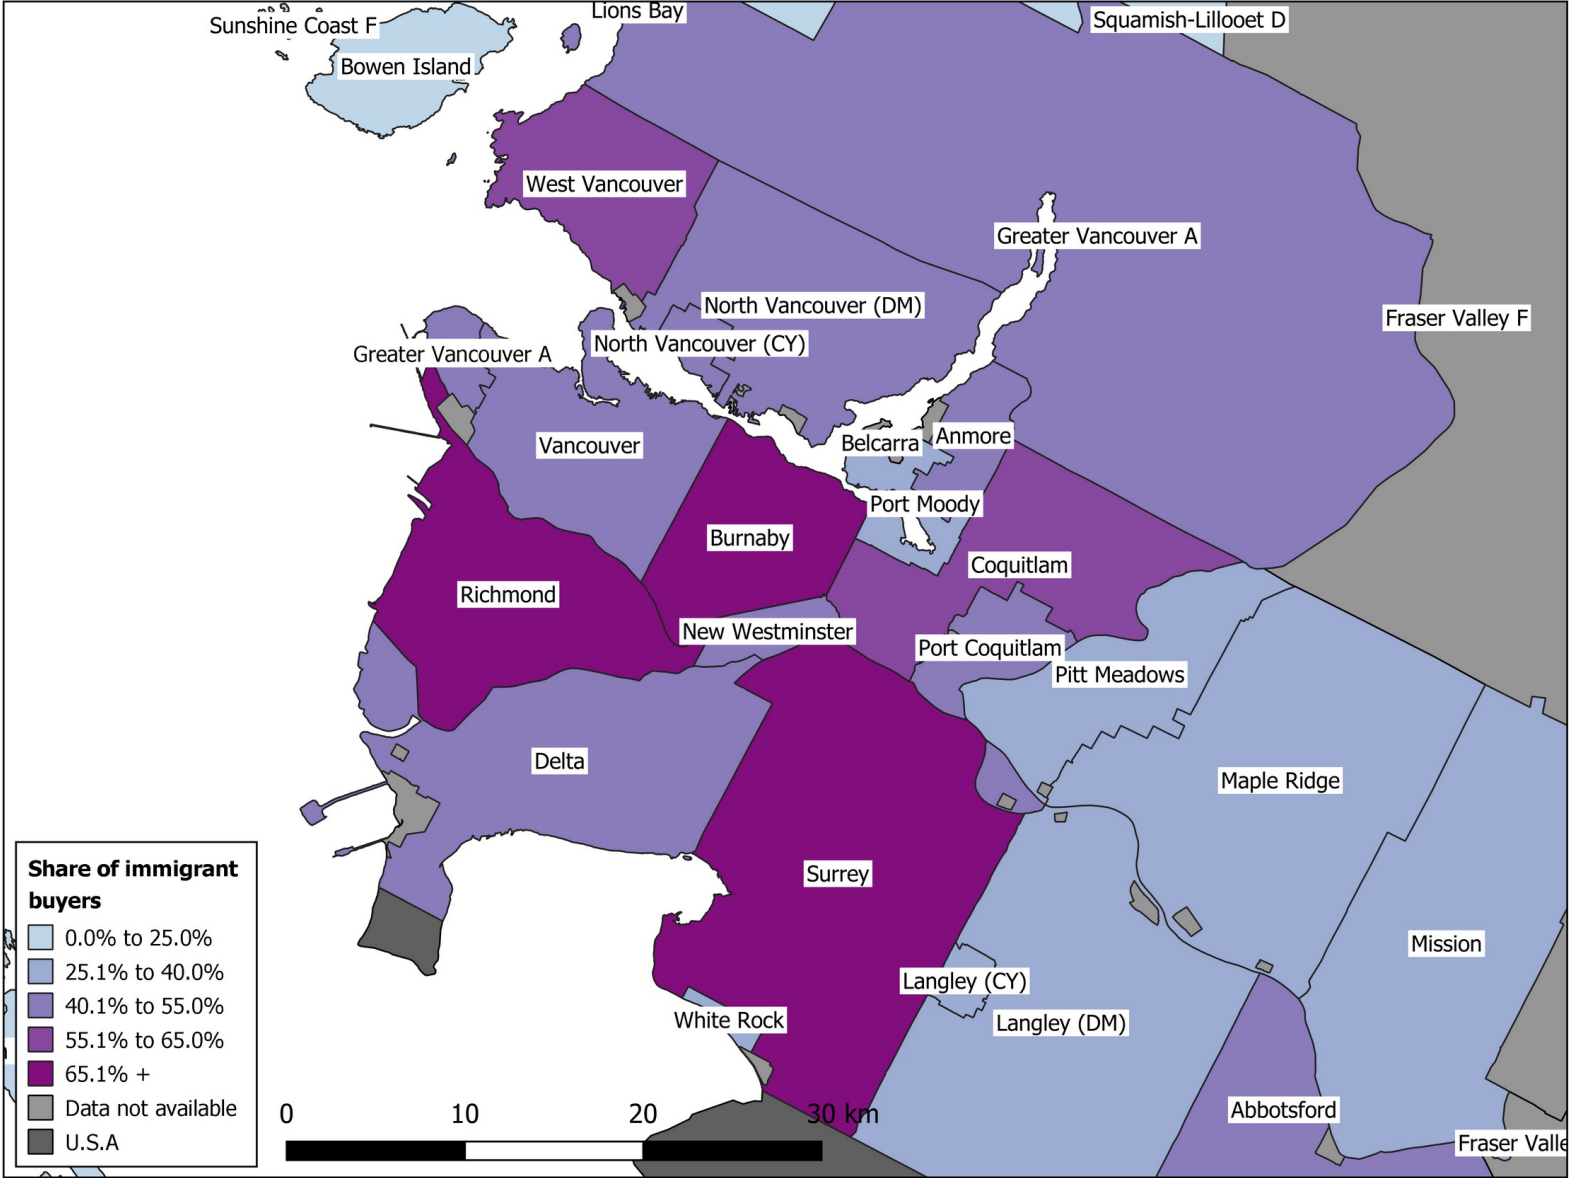 Lions Bay
Sunshine Coast F
Squamish-Lillooet D
Bowen Island
West Vancouver
Greater Vancouver A
North Vancouver (DM)
Fraser Valley F
North Vancouver (CY)
Greater Vancouver A
Anmore
Belcarra
Vancouver
Port Moody
Burnaby
Coquitlam
Richmond
New Westminster
Port Coquitlam
Pitt Meadows
Delta
Maple Ridge
Surrey
Mission
Langley (CY)
White Rock
Langley (DM)
Abbotsford
Fraser Valle
Share of immigrant
buyers
0.0% to 25.0%
25.1% to 40.0%
40.1% to 55.0%
55.1% to 65.0%
65.1% +
Data not available
U.S.A
0 10 20 30 km